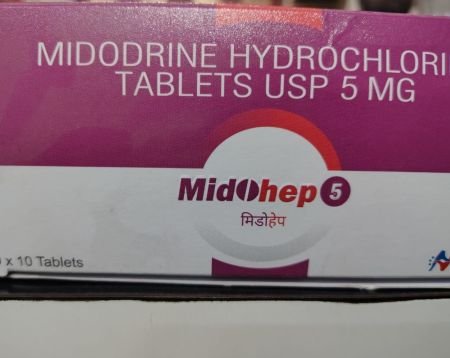 MIDODRINE HYDROCHLORI
TABLETS USP 5 MG
Midohep 5
मिडोहेप
x 10 Tablets